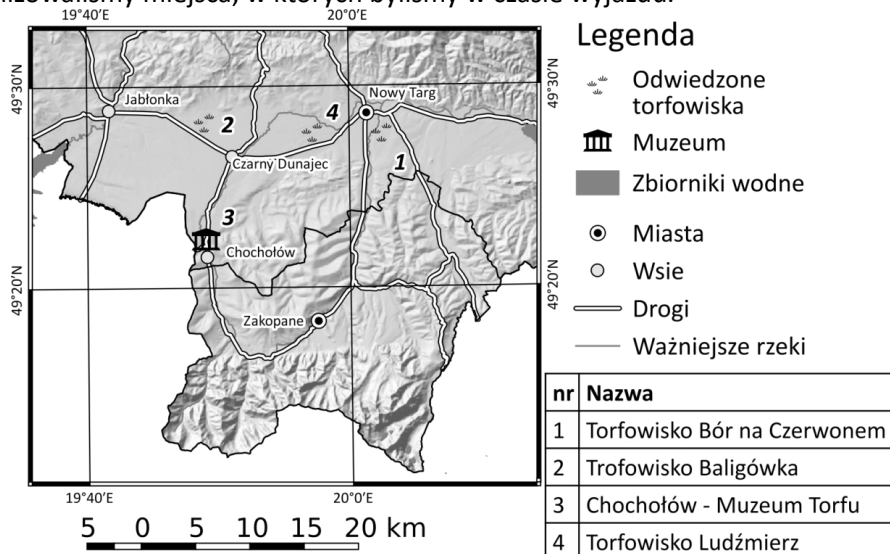 lizowaliśmy miejsca, w których byliśmy w czasie wyjazdu.
19°40′E 20°0′E
49°30′N
49°20′N
Jabłonka
Nowy Targ
2
4
Czarny Dunajec
1
3
Chochołów
Zakopane
49°30′N
49°20′N
19°40′E 20°0′E
5 0 5 10 15 20 km
Legenda
Odwiedzone
torfowiska
Muzeum
Zbiorniki wodne
Miasta
Wsie
Drogi
Ważniejsze rzeki
nr Nazwa
1 Torfowisko Bór na Czerwonem
2 Trofowisko Baligówka
3 Chochołów - Muzeum Torfu
4 Torfowisko Ludźmierz